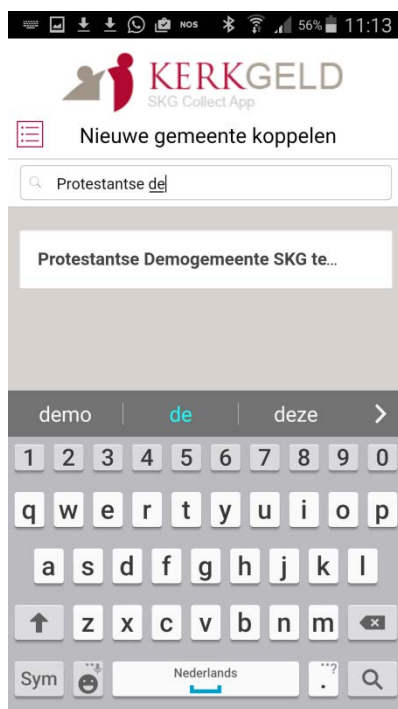 NOS 56% 11:13
KERKGELD
SKG Collect App
Nieuwe gemeente koppelen
Protestantse de
Protestantse Demogemeente SKG te...
demo de deze
1 2 3 4 5 6 7 8 9 0
q w e r t y u i o p
a s d f g h j k l
z x c v b n m
Sym Nederlands . ?